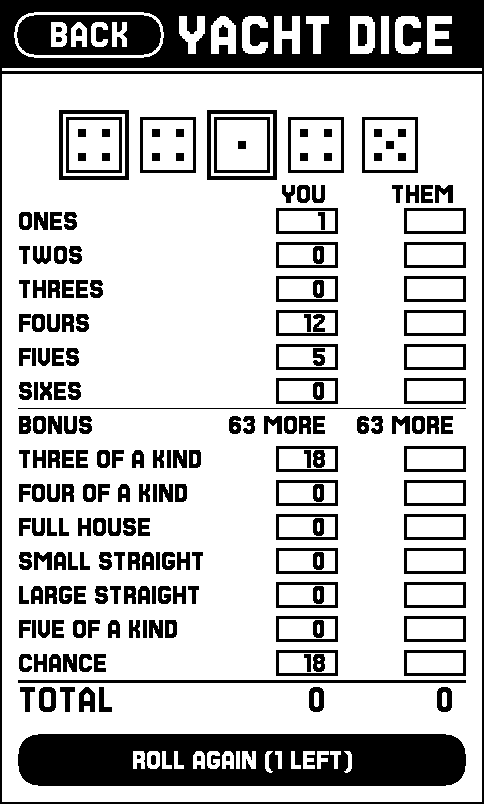 BACK YACHT DICE
YOU THEM
ONES 1
TWOS 0
THREES 0
FOURS 12
FIVES 5
SIXES 0
BONUS 63 MORE 63 MORE
THREE OF A KIND 18
FOUR OF A KIND 0
FULL HOUSE 0
SMALL STRAIGHT 0
LARGE STRAIGHT 0
FIVE OF A KIND 0
CHANCE 18
TOTAL 0 0
ROLL AGAIN (1 LEFT)